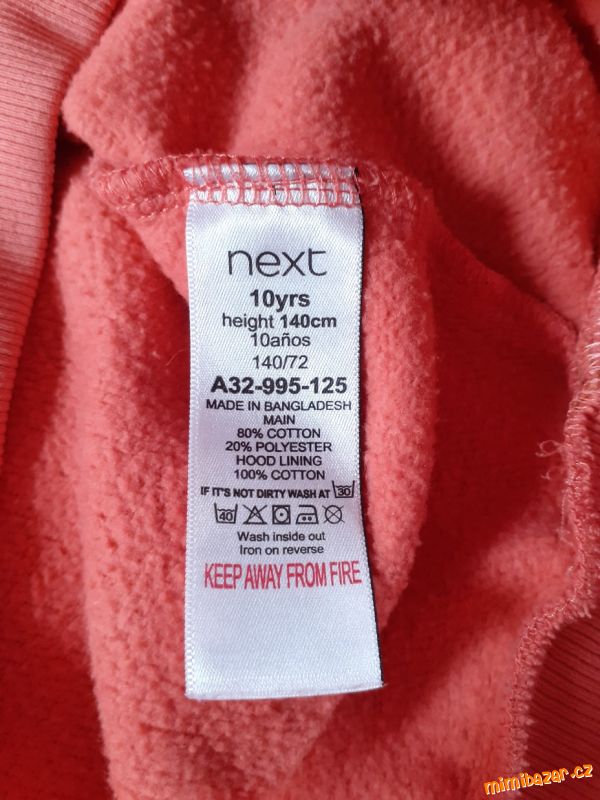 next
10yrs
height 140cm
10años
140/72
A32-995-125
MADE IN BANGLADESH
MAIN
80% COTTON
20% POLYESTER
HOOD LINING
100% COTTON
IF IT'S NOT DIRTY WASH AT 30
40
Wash inside out
Iron on reverse
KEEP AWAY FROM FIRE
mimibazar.cz